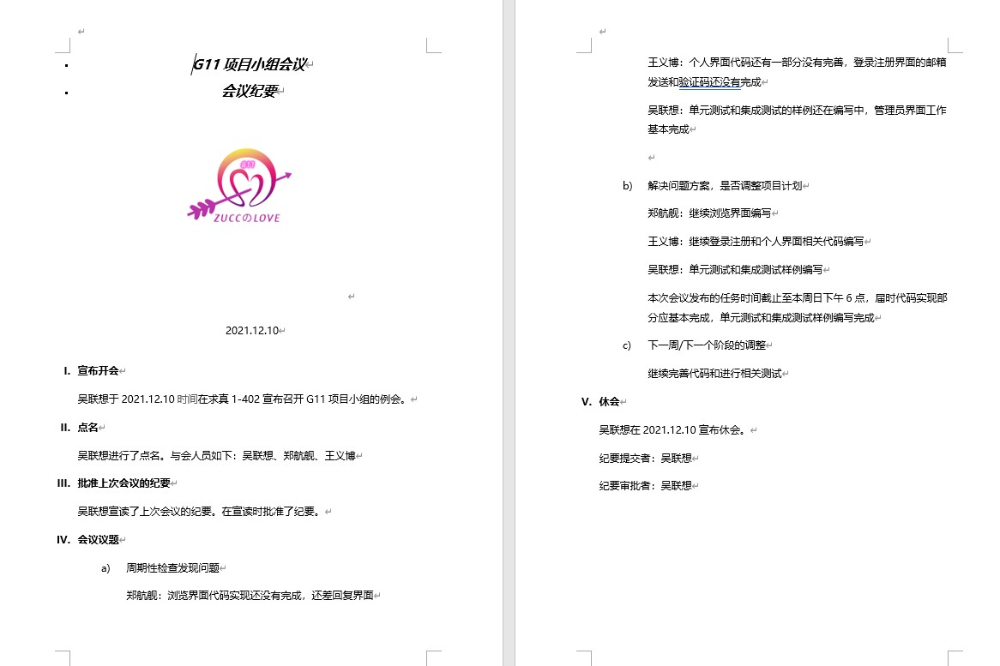 G11 项目小组会议
会议纪要
G11
ZUCCのLOVE
2021.12.10
I. 宣布开会
吴联想于 2021.12.10 时间在求真 1-402 宣布召开 G11 项目小组的例会。
II. 点名
吴联想进行了点名。与会人员如下：吴联想、郑航舰、王义博
III. 批准上次会议的纪要
吴联想宣读了上次会议的纪要。在宣读时批准了纪要。
IV. 会议议题
a) 周期性检查发现问题
郑航舰：浏览界面代码实现还没有完成，还差回复界面
王义博：个人界面代码还有一部分没有完善，登录注册界面的邮箱
发送和验证码还没有完成
吴联想：单元测试和集成测试的样例还在编写中，管理员界面工作
基本完成
b) 解决问题方案，是否调整项目计划
郑航舰：继续浏览界面编写
王义博：继续登录注册和个人界面相关代码编写
吴联想：单元测试和集成测试样例编写
本次会议发布的任务时间截止至本周日下午 6 点，届时代码实现部
分应基本完成，单元测试和集成测试样例编写完成
c) 下一周/下一个阶段的调整
继续完善代码和进行相关测试
V. 休会
吴联想在 2021.12.10 宣布休会。
纪要提交者：吴联想
纪要审批者：吴联想